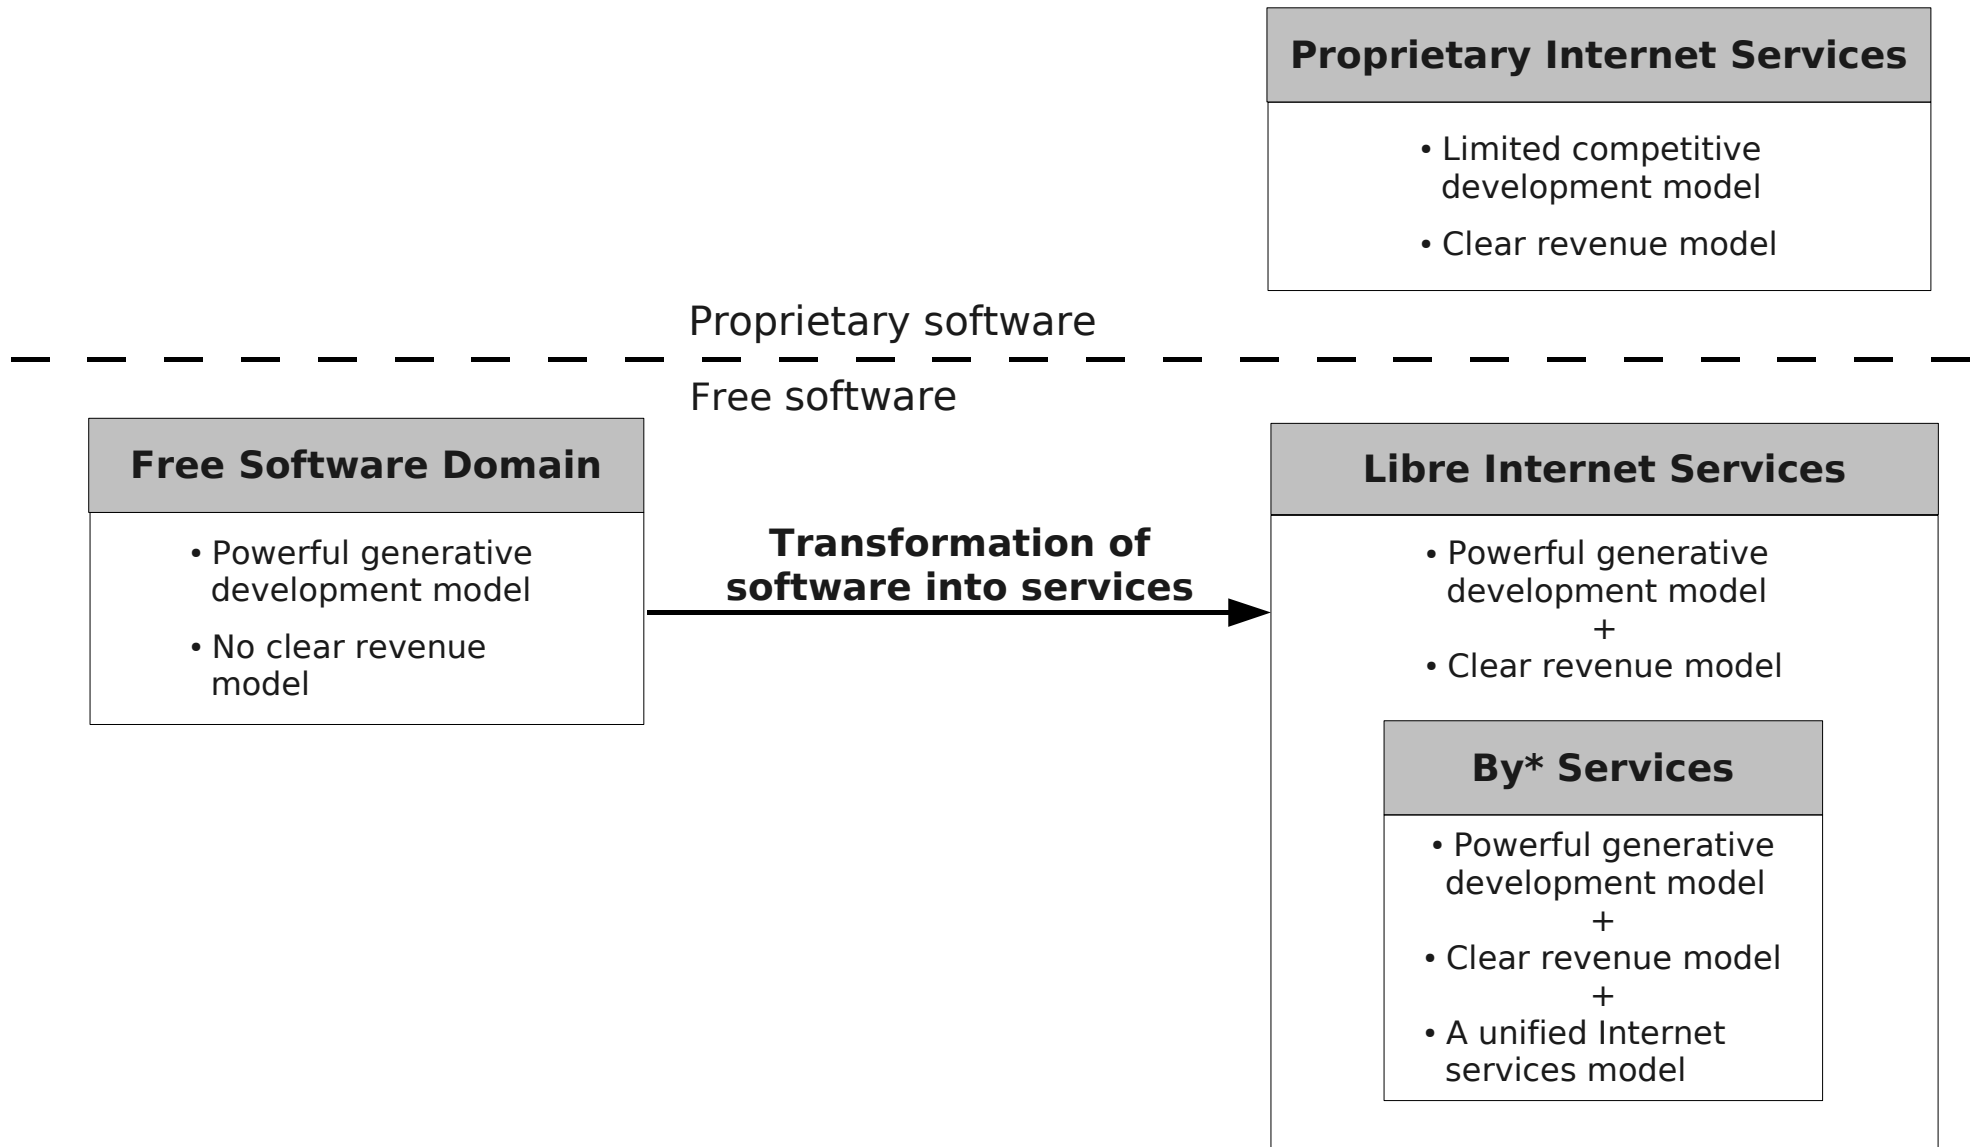 Proprietary Internet Services
• Limited competitive
development model
• Clear revenue model
Proprietary software
Free software
Free Software Domain
• Powerful generative
development model
• No clear revenue
model
Transformation of
software into services
Libre Internet Services
• Powerful generative
development model
+
• Clear revenue model
By* Services
• Powerful generative
development model
+
• Clear revenue model
+
• A unified Internet
services model